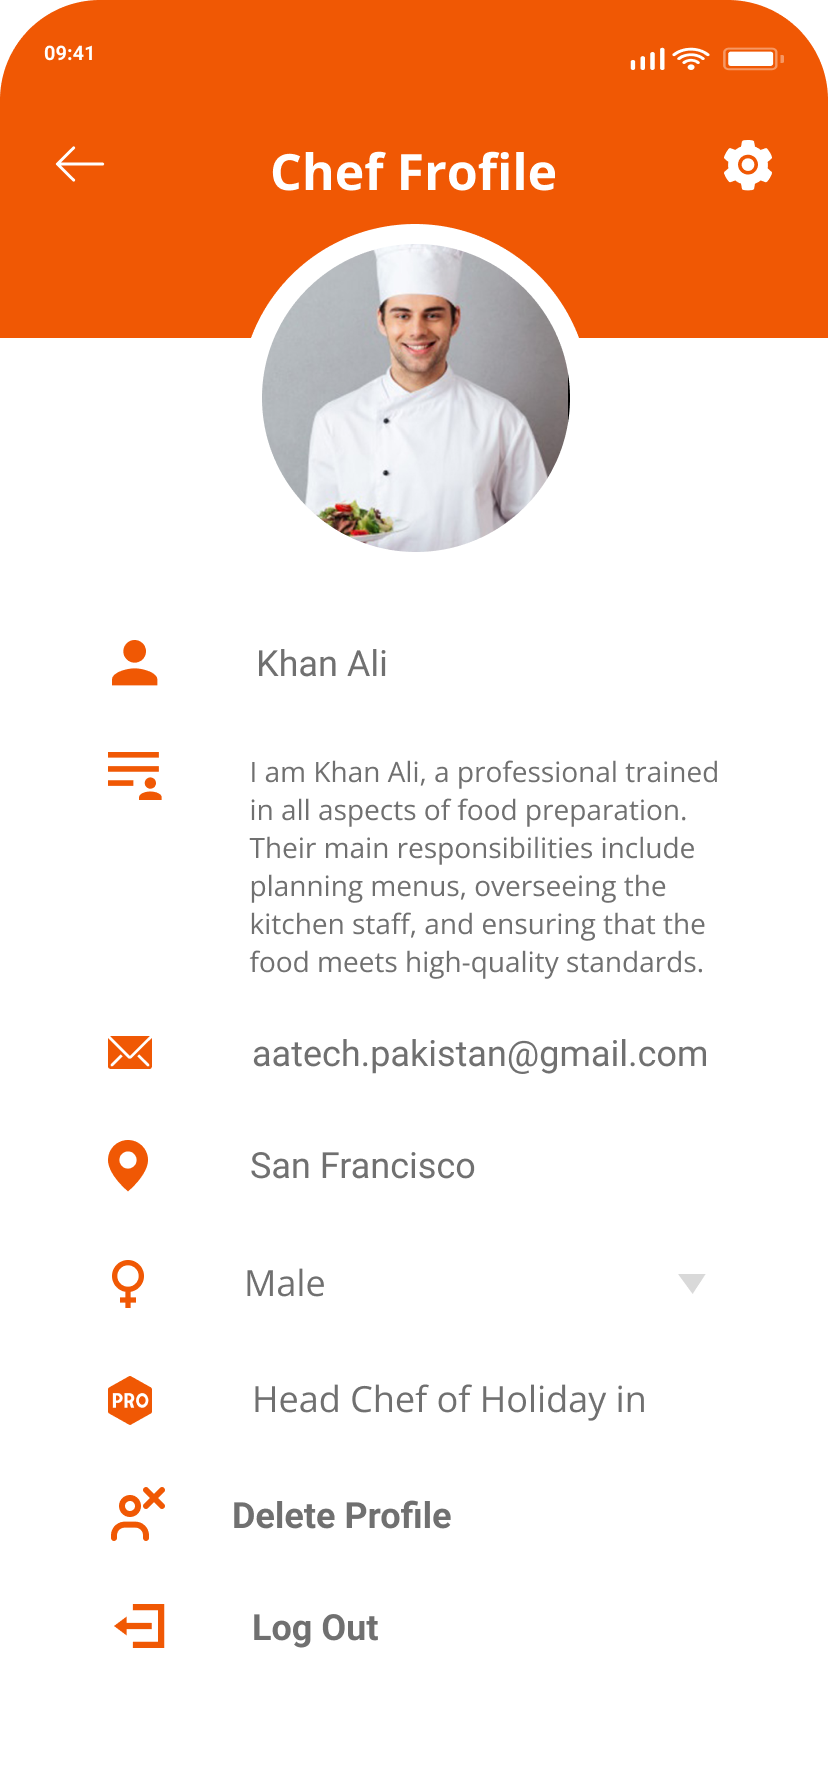 09:41
Chef Frofile
Khan Ali
I am Khan Ali, a professional trained
in all aspects of food preparation.
Their main responsibilities include
planning menus, overseeing the
kitchen staff, and ensuring that the
food meets high-quality standards.
aatech.pakistan@gmail.com
San Francisco
Male
PRO
Head Chef of Holiday in
Delete Profile
Log Out